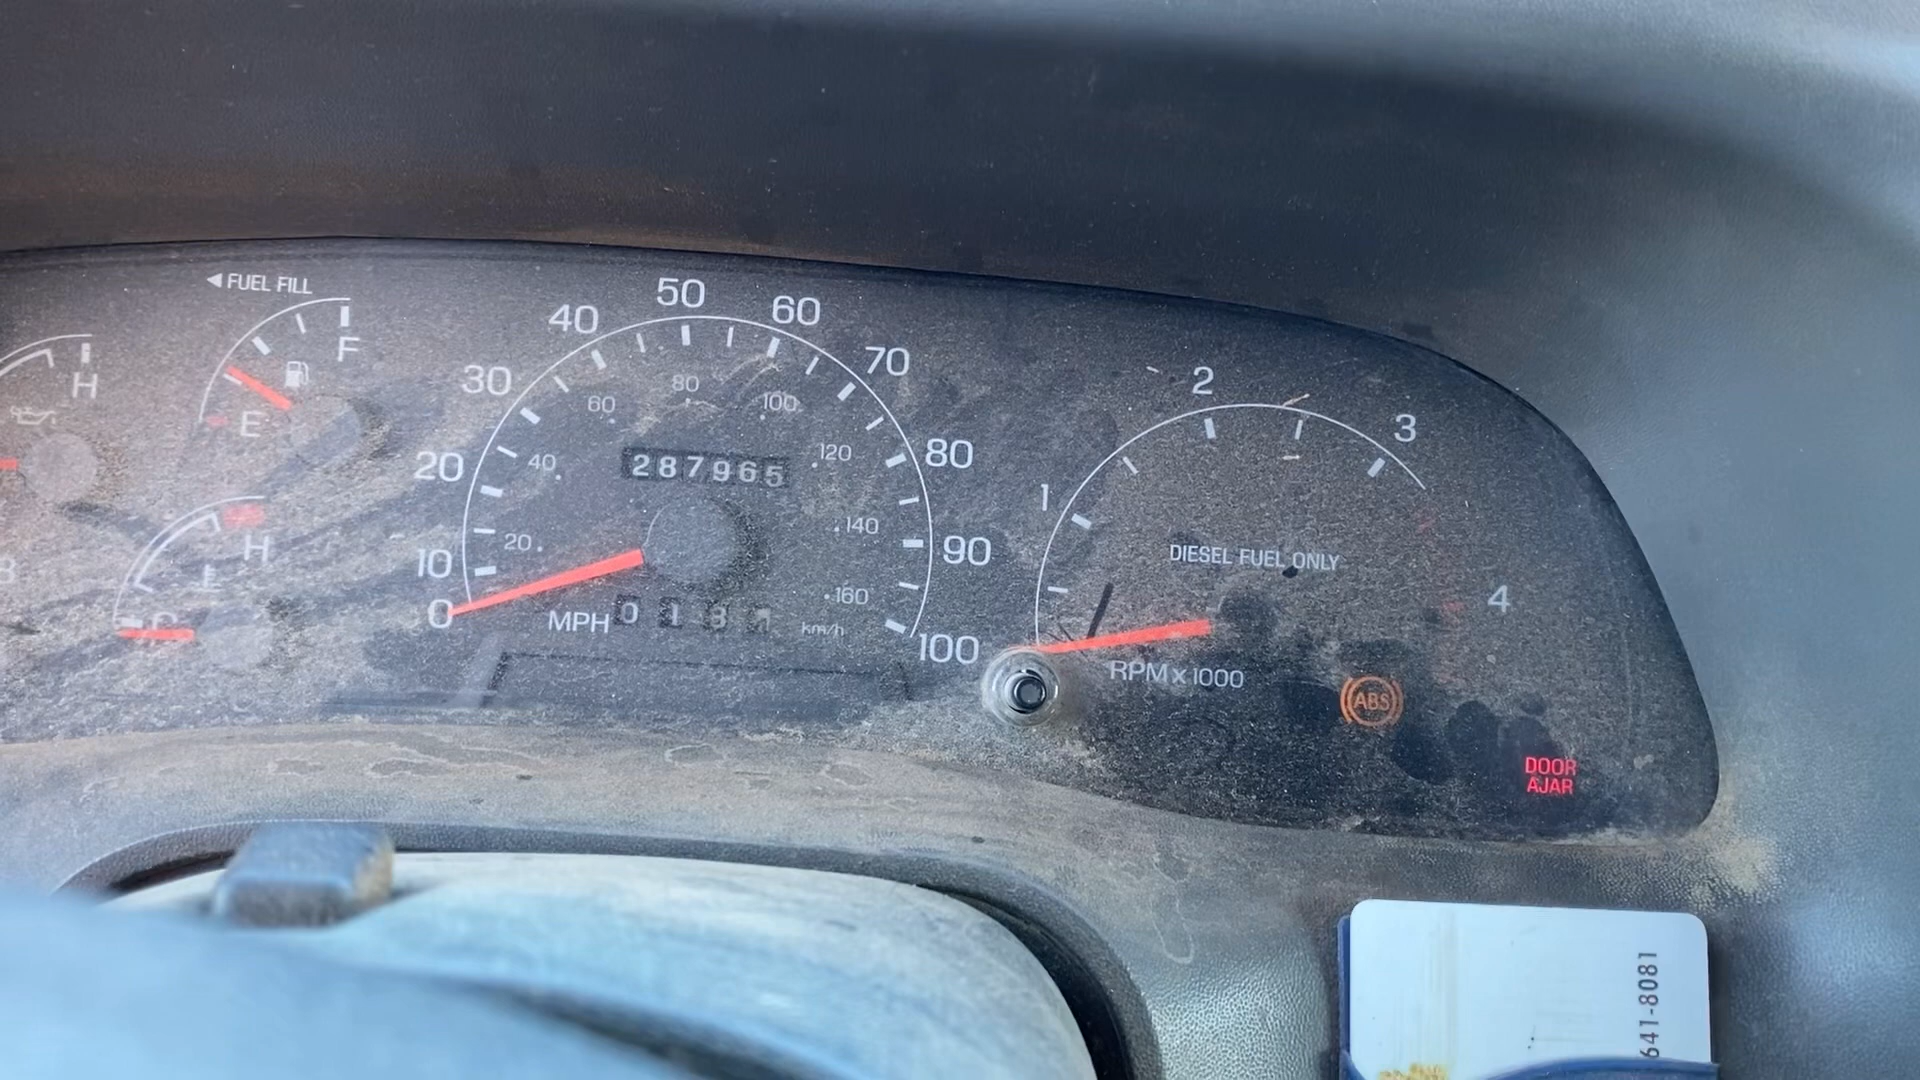 ◄ FUEL FILL
F
E
H
H
C
0
10
20
30
40
50
60
70
80
90
100
20
40
60
80
100
120
140
160
287965
MPH
018
km/h
1
2
3
4
DIESEL FUEL ONLY
RPM x 1000
ABS
DOOR
AJAR
641-8081